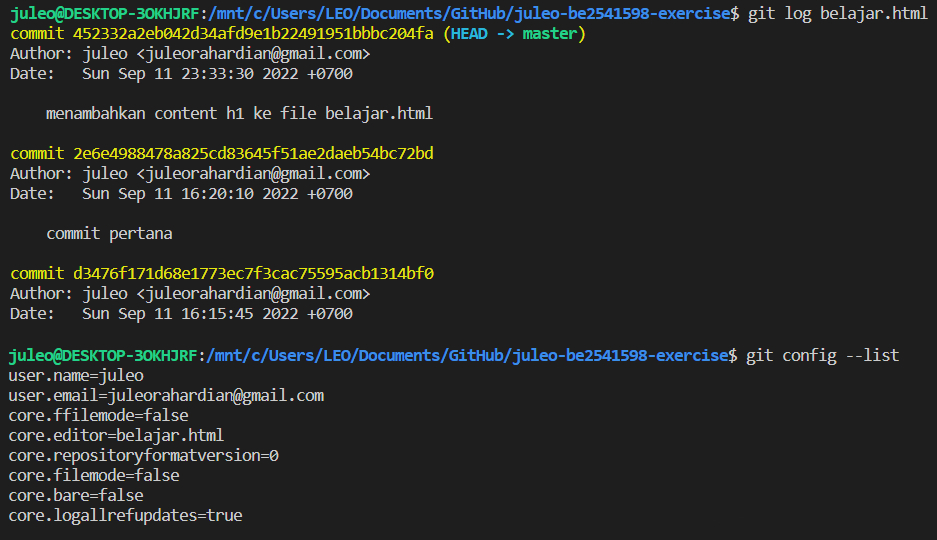 juleo@DESKTOP-3OKHJRF:/mnt/c/Users/LEO/Documents/GitHub/juleo-be2541598-exercise$ git log belajar.html
commit 452332a2eb042d34afd9e1b22491951bbbc204fa (HEAD -> master)
Author: juleo <juleorahardian@gmail.com>
Date:   Sun Sep 11 23:33:30 2022 +0700
    menambahkan content h1 ke file belajar.html
commit 2e6e4988478a825cd83645f51ae2daeb54bc72bd
Author: juleo <juleorahardian@gmail.com>
Date:   Sun Sep 11 16:20:10 2022 +0700
    commit pertana
commit d3476f171d68e1773ec7f3cac75595acb1314bf0
Author: juleo <juleorahardian@gmail.com>
Date:   Sun Sep 11 16:15:45 2022 +0700
juleo@DESKTOP-3OKHJRF:/mnt/c/Users/LEO/Documents/GitHub/juleo-be2541598-exercise$ git config --list
user.name=juleo
user.email=juleorahardian@gmail.com
core.ffilemode=false
core.editor=belajar.html
core.repositoryformatversion=0
core.filemode=false
core.bare=false
core.logallrefupdates=true